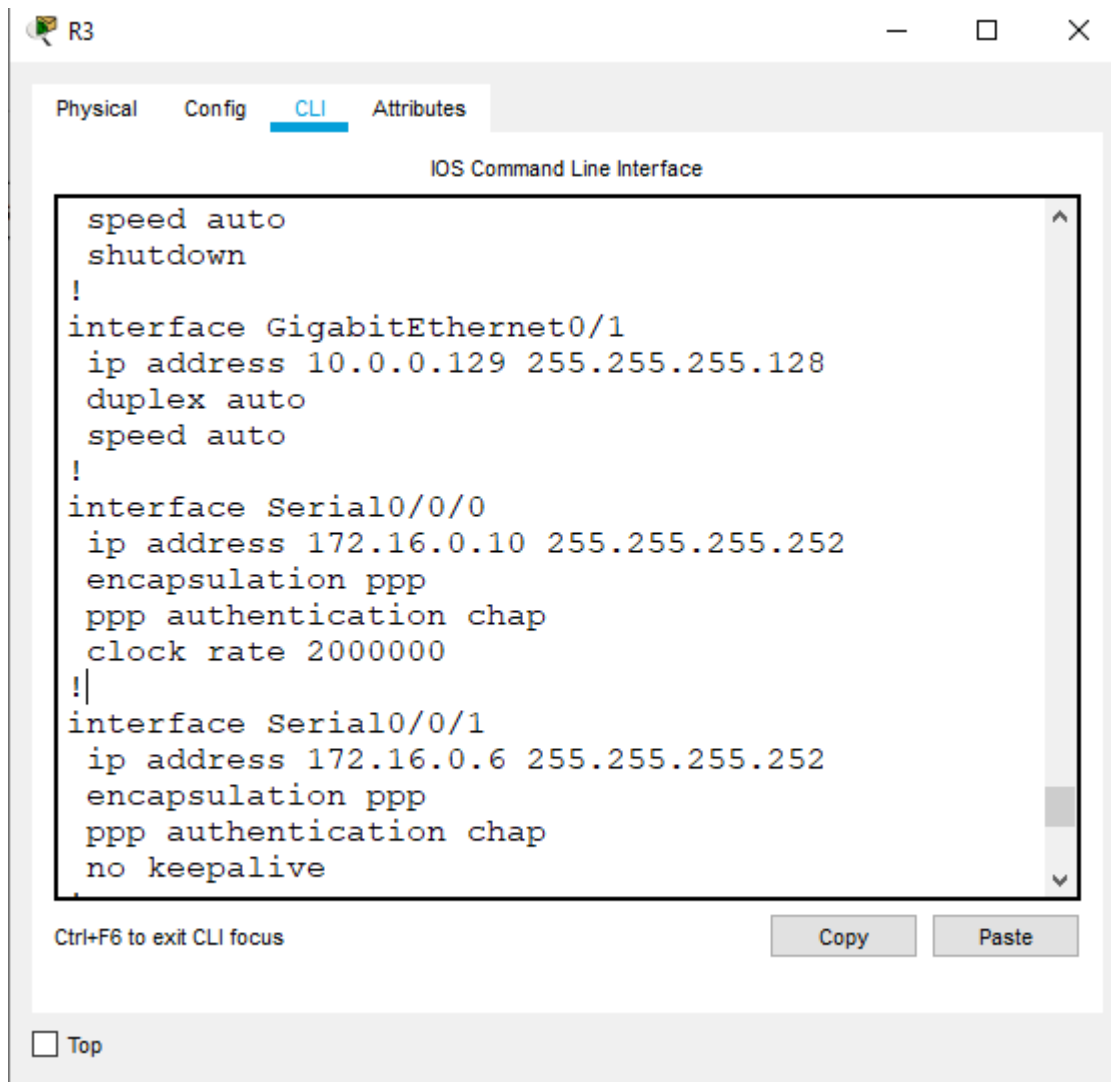 R3
Physical Config CLI Attributes
IOS Command Line Interface
speed auto
shutdown
!
interface GigabitEthernet0/1
ip address 10.0.0.129 255.255.255.128
duplex auto
speed auto
!
interface Serial0/0/0
ip address 172.16.0.10 255.255.255.252
encapsulation ppp
ppp authentication chap
clock rate 2000000
!
interface Serial0/0/1
ip address 172.16.0.6 255.255.255.252
encapsulation ppp
ppp authentication chap
no keepalive
Ctrl+F6 to exit CLI focus
Copy Paste
Top